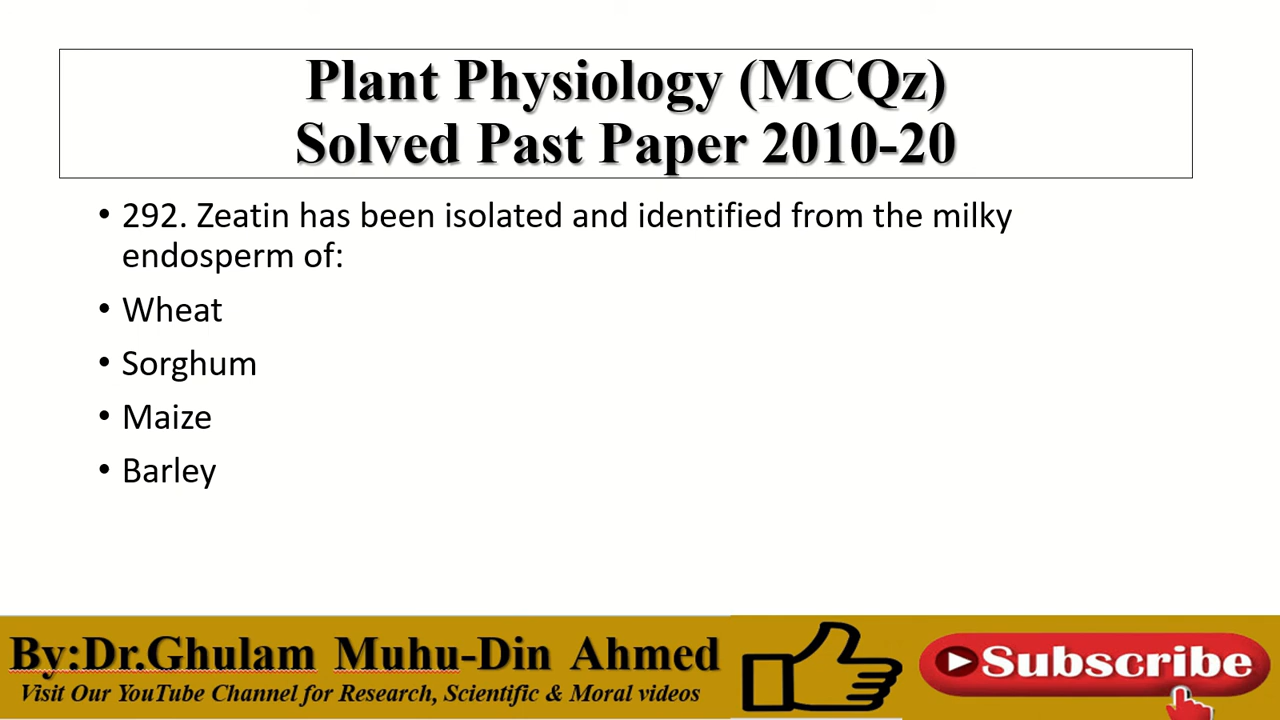 Plant Physiology (MCQz)
Solved Past Paper 2010-20
• 292. Zeatin has been isolated and identified from the milky
endosperm of:
• Wheat
• Sorghum
• Maize
• Barley
By:Dr.Ghulam Muhu-Din Ahmed
Visit Our YouTube Channel for Research, Scientific & Moral videos
Subscribe